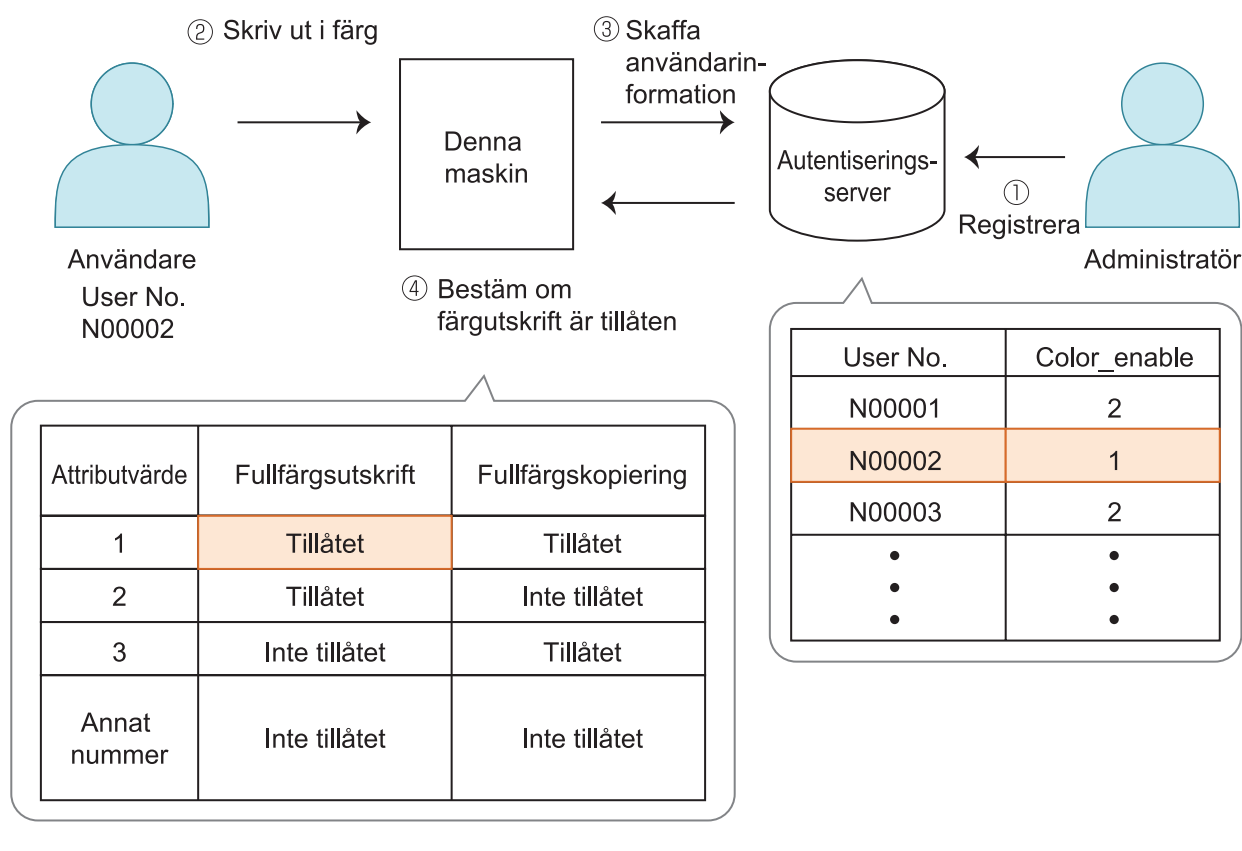 ② Skriv ut i färg
③ Skaffa
användarin-
formation
Denna
maskin
Autentiserings-
server
①
Registrera
Användare
User No.
N00002
Administratör
④ Bestäm om
färgutskrift är tillåten
User No. Color_enable
N00001 2
N00002 1
N00003 2
Attributvärde Fullfärgsutskrift Fullfärgskopiering
1 Tillåtet Tillåtet
2 Tillåtet Inte tillåtet
3 Inte tillåtet Tillåtet
Annat
nummer Inte tillåtet Inte tillåtet